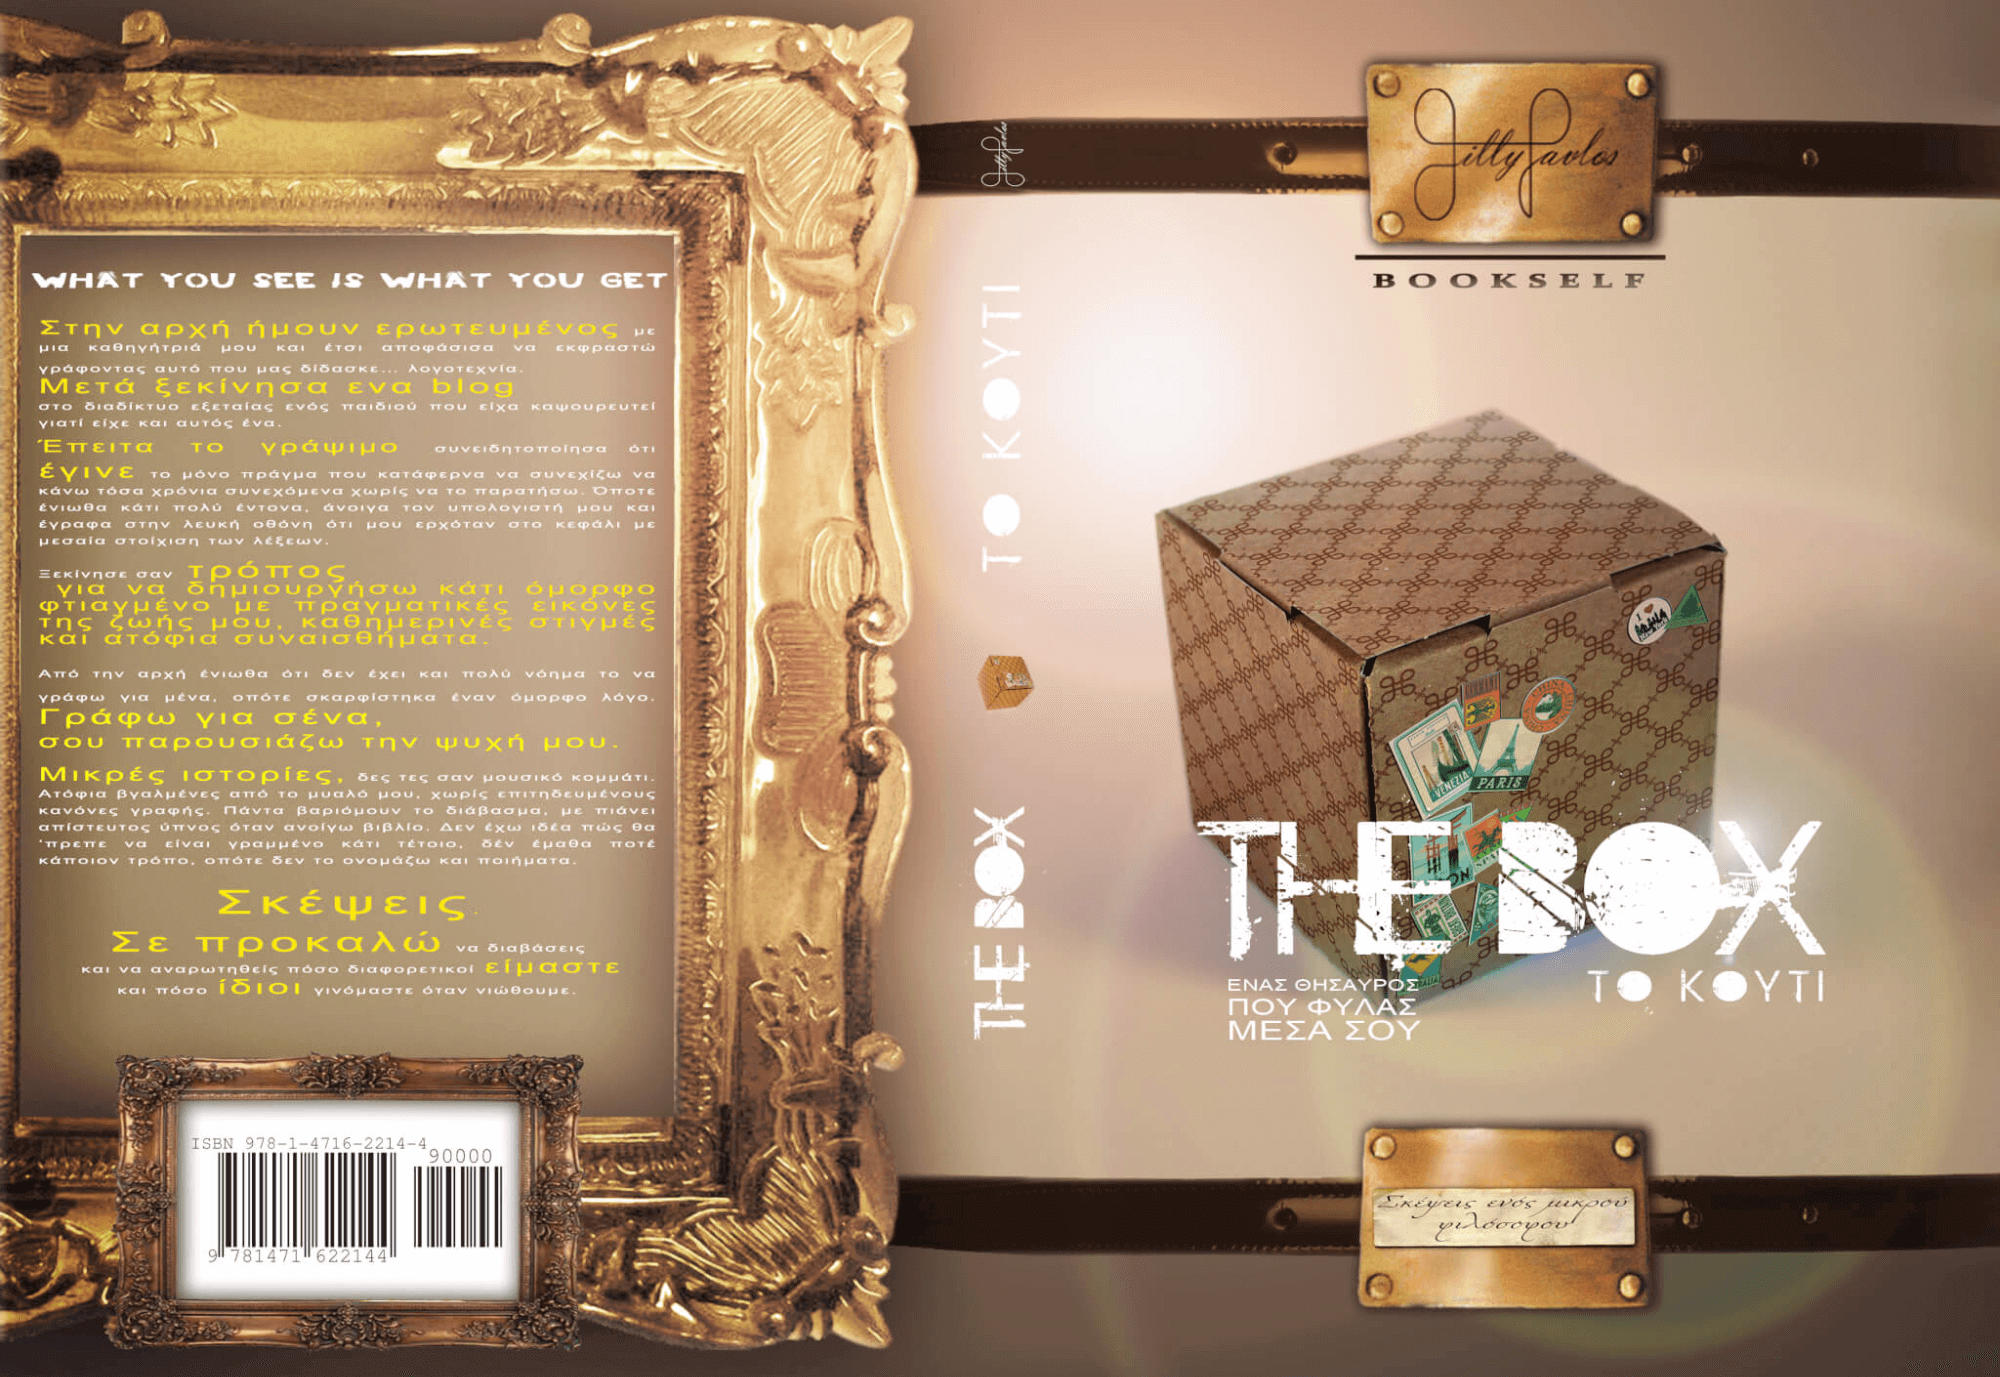 WHAT YOU SEE IS WHAT YOU GET
Στην αρχή ήμουν ερωτευμένος με
μια καθηγήτριά μου και έτσι αποφάσισα να εκφραστώ
γράφοντας αυτό που μας δίδασκε... λογοτεχνία.
Μετά ξεκίνησα ενα blog
στο διαδίκτυο εξεταίας ενός παιδιού που είχα καψουρευτεί
γιατί είχε και αυτός ένα.
Έπειτα το γράψιμο συνειδητοποίησα ότι
έγινε το μόνο πράγμα που κατάφερνα να συνεχίζω να
κάνω τόσα χρόνια συνεχόμενα χωρίς να το παρατήσω. Όποτε
ένιωθα κάτι πολύ έντονα, άνοιγα τον υπολογιστή μου και
έγραφα στην λευκή οθόνη ότι μου ερχόταν στο κεφάλι με
μεσαία στοίχιση των λέξεων.
Ξεκίνησε σαν τρόπος
για να δημιουργήσω κάτι όμορφο
φτιαγμένο με πραγματικές εικόνες
της ζωής μου, καθημερινές στιγμές
και ατόφια συναισθήματα.
Από την αρχή ένιωθα ότι δεν έχει και πολύ νόημα το να
γράφω για μένα, οπότε σκαρφίστηκα έναν όμορφο λόγο.
Γράφω για σένα,
σου παρουσιάζω την ψυχή μου.
Μικρές ιστορίες, δες τες σαν μουσικό κομμάτι.
Ατόφια βγαλμένες από το μυαλό μου, χωρίς επιτηδευμένους
κανόνες γραφής. Πάντα βαριόμουν το διάβασμα, με πιάνει
απίστευτος ύπνος όταν ανοίγω βιβλίο. Δεν έχω ιδέα πώς θα
'πρεπε να είναι γραμμένο κάτι τέτοιο, δέν έμαθα ποτέ
κάποιον τρόπο, οπότε δεν το ονομάζω και ποιήματα.
Σκέψεις.
Σε προκαλώ να διαβάσεις
και να αναρωτηθείς πόσο διαφορετικοί είμαστε
και πόσο ίδιοι γινόμαστε όταν νιώθουμε.
ISBN 978-1-4716-2214-4
90000
9 781471 622144
JillyPavlos
ΤΟ ΚΟΥΤΙ
THE BOX
JillyPavlos
BOOKSELF
VENEZIA
PARIS
THE BOX
ΤΟ ΚΟΥΤΙ
ΕΝΑΣ ΘΗΣΑΥΡΟΣ
ΠΟΥ ΦΥΛΑΣ
ΜΕΣΑ ΣΟΥ
Σκέψεις ενός μικρού
φιλόσοφου